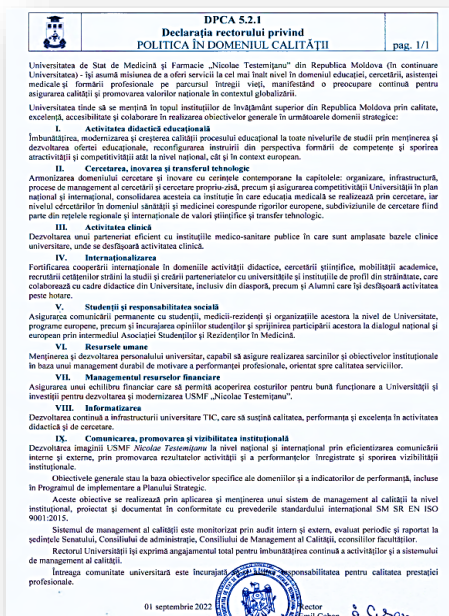 DPCA 5.2.1
Declarația rectorului privind
POLITICA ÎN DOMENIUL CALITĂȚII
pag. 1/1
Universitatea de Stat de Medicină și Farmacie „Nicolae Testemițanu" din Republica Moldova (în continuare
Universitatea) - își asumă misiunea de a oferi servicii la cel mai înalt nivel în domeniul educației, cercetării, asistenței
medicale și formării profesionale pe parcursul întregii vieți, manifestând o preocupare continuă pentru
asigurarea calității și promovarea valorilor naționale în contextul globalizării.
Universitatea tinde să se mențină în topul instituțiilor de învățământ superior din Republica Moldova prin calitate,
excelență, accesibilitate și colaborare în realizarea obiectivelor generale în următoarele domenii strategice:
I. Activitatea didactică educațională
Îmbunătățirea, modernizarea și creșterea calității procesului educațional la toate nivelurile de studii prin menținerea și
dezvoltarea ofertei educaționale, reconfigurarea instruirii din perspectiva formării de competențe și sporirea
atractivității și competitivității atât la nivel național, cât și în context european.
II. Cercetarea, inovarea și transferul tehnologic
Armonizarea domeniului cercetare și inovare cu cerințele contemporane la capitolele: organizare, infrastructură,
procese de management al cercetării și cercetare propriu-zisă, precum și asigurarea competitivității Universității în plan
național și internațional, consolidarea acesteia ca instituție în care educația medicală se realizează prin cercetare, iar
nivelul cercetărilor în domeniul sănătății și medicinei corespunde rigorilor europene, subdiviziunile de cercetare fiind
parte din rețelele regionale și internaționale de valori științifice și transfer tehnologic.
III. Activitatea clinică
Dezvoltarea unui parteneriat eficient cu instituțiile medico-sanitare publice în care sunt amplasate bazele clinice
universitare, unde se desfășoară activitatea clinică.
IV. Internaționalizarea
Fortificarea cooperării internaționale în domeniile activității didactice, cercetării științifice, mobilității academice,
recrutării cetățenilor străini la studii și creării parteneriatelor cu universitățile și instituțiile de profil din străinătate, care
colaborează cu cadre didactice din Universitate, inclusiv din diaspora, precum și Alumni care își desfășoară activitatea
peste hotare.
V. Studenții și responsabilitatea socială
Asigurarea comunicării permanente cu studenții, medicii-rezidenți și organizațiile acestora la nivel de Universitate,
programe europene, precum și încurajarea opiniilor studenților și sprijinirea participării acestora la dialogul național și
european prin intermediul Asociației Studenților și Rezidenților în Medicină.
VI. Resursele umane
Menținerea și dezvoltarea personalului universitar, capabil să asigure realizarea sarcinilor și obiectivelor instituționale
în baza unui management durabil de motivare a performanței profesionale, orientat spre calitatea serviciilor.
VII. Managementul resurselor financiare
Asigurarea unui echilibru financiar care să permită acoperirea costurilor pentru bună funcționare a Universității și
investiții pentru dezvoltarea și modernizarea USMF „Nicolae Testemițanu".
VIII. Informatizarea
Dezvoltarea continuă a infrastructurii universitare TIC, care să susțină calitatea, performanța și excelența în activitatea
didactică și de cercetare.
IX. Comunicarea, promovarea și vizibilitatea instituțională
Dezvoltarea imaginii USMF Nicolae Testemițanu la nivel național și internațional prin eficientizarea comunicării
interne și externe, prin promovarea rezultatelor activității și a performanțelor înregistrate și sporirea vizibilității
instituționale.
Obiectivele generale stau la baza obiectivelor specifice ale domeniilor și a indicatorilor de performanță, incluse
în Programul de implementare a Planului Strategic.
Aceste obiective se realizează prin aplicarea și menținerea unui sistem de management al calității la nivel
instituțional, proiectat și documentat în conformitate cu prevederile standardului internațional SM SR EN ISO
9001:2015.
Sistemul de management al calității este monitorizat prin audit intern și extern, evaluat periodic și raportat la
ședințele Senatului, Consiliului de administrație, Consiliului de Management al Calității, cconsiliilor facultăților.
Rectorul Universității își exprimă angajamentul total pentru îmbunătățirea continuă a activităților și a sistemului
de management al calității.
Întreaga comunitate universitară este încurajată responsabilitatea pentru calitatea prestației
profesionale.
01 septembrie 2022
Rector
Emil Ceban